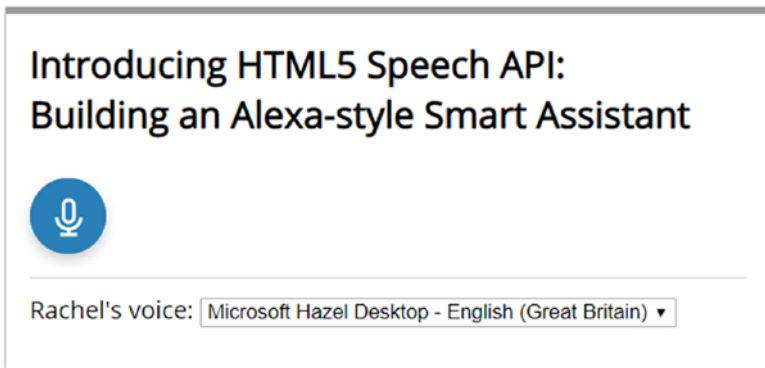 Introducing HTML5 Speech API:
Building an Alexa-style Smart Assistant
Rachel's voice: Microsoft Hazel Desktop - English (Great Britain)